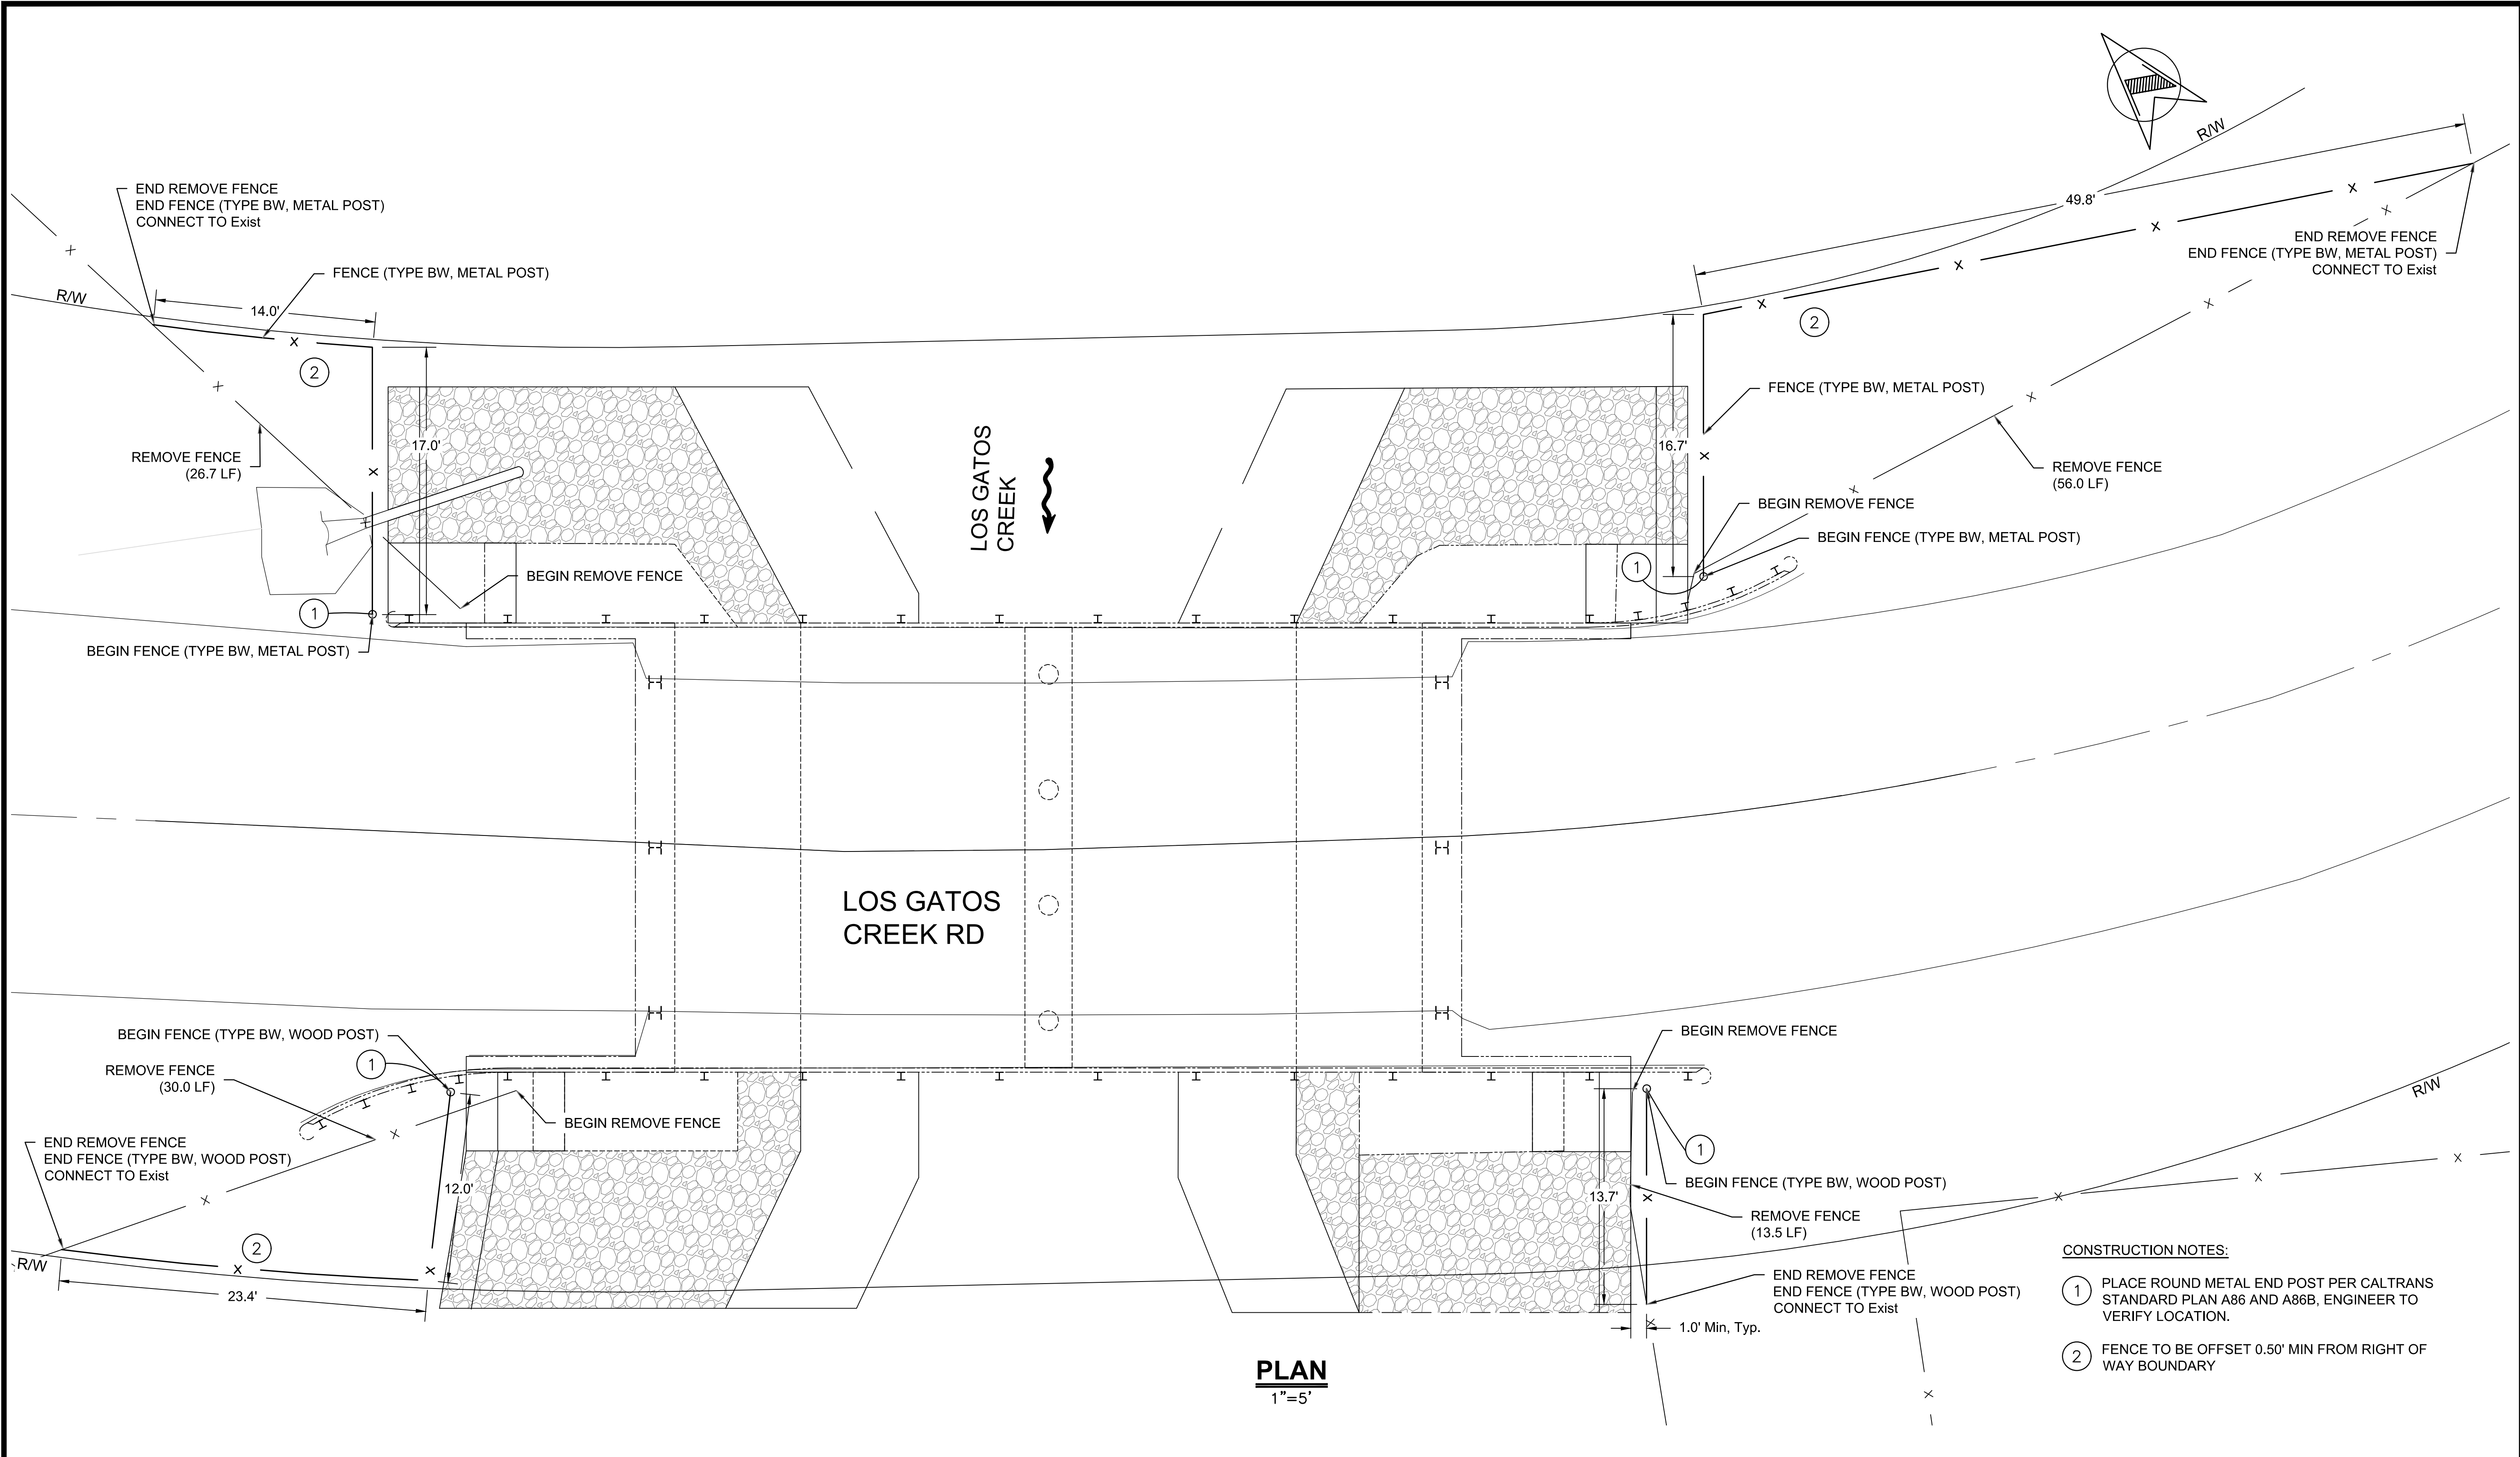 R/W
49.8'
END REMOVE FENCE
END FENCE (TYPE BW, METAL POST)
CONNECT TO Exist
FENCE (TYPE BW, METAL POST)
R/W
14.0'
2
END REMOVE FENCE
END FENCE (TYPE BW, METAL POST)
CONNECT TO Exist
2
17.0'
REMOVE FENCE
(26.7 LF)
LOS GATOS
CREEK
FENCE (TYPE BW, METAL POST)
16.7'
REMOVE FENCE
(56.0 LF)
BEGIN REMOVE FENCE
BEGIN FENCE (TYPE BW, METAL POST)
1
BEGIN REMOVE FENCE
1
BEGIN FENCE (TYPE BW, METAL POST)
LOS GATOS
CREEK RD
BEGIN FENCE (TYPE BW, WOOD POST)
1
REMOVE FENCE
(30.0 LF)
BEGIN REMOVE FENCE
END REMOVE FENCE
END FENCE (TYPE BW, WOOD POST)
CONNECT TO Exist
12.0'
2
R/W
23.4'
BEGIN REMOVE FENCE
R/W
1
BEGIN FENCE (TYPE BW, WOOD POST)
13.7'
REMOVE FENCE
(13.5 LF)
END REMOVE FENCE
END FENCE (TYPE BW, WOOD POST)
CONNECT TO Exist
1.0' Min, Typ.
CONSTRUCTION NOTES:
1 PLACE ROUND METAL END POST PER CALTRANS
STANDARD PLAN A86 AND A86B, ENGINEER TO
VERIFY LOCATION.
2 FENCE TO BE OFFSET 0.50' MIN FROM RIGHT OF
WAY BOUNDARY
PLAN
1"=5'